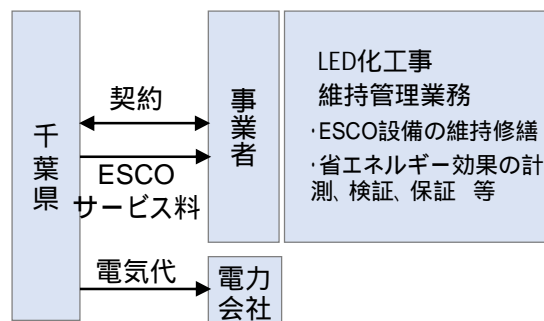 千葉県
契約
ESCO
サービス料
電気代
事業者
電力
会社
LED化工事
維持管理業務
・ESCO設備の維持修繕
・省エネルギー効果の計
測、検証、保証　等